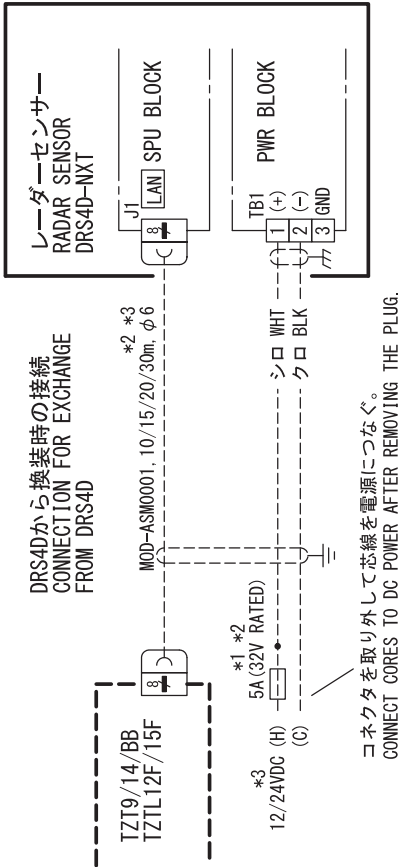 DRS4Dから換装時の接続
CONNECTION FOR EXCHANGE
FROM DRS4D
レーダーセンサー
RADAR SENSOR
DRS4D-NXT
TZT9/14/BB
TZTL12F/15F
8
MOD-ASM0001, 10/15/20/30m, φ6
*2 *3
8
J1
LAN
SPU BLOCK
*3
12/24VDC (H)
(C)
*1 *2
5A(32V RATED)
シロ WHT
クロ BLK
TB1
1 (+)
2 (-)
3 GND
PWR BLOCK
コネクタを取り外して芯線を電源につなぐ。
CONNECT CORES TO DC POWER AFTER REMOVING THE PLUG.